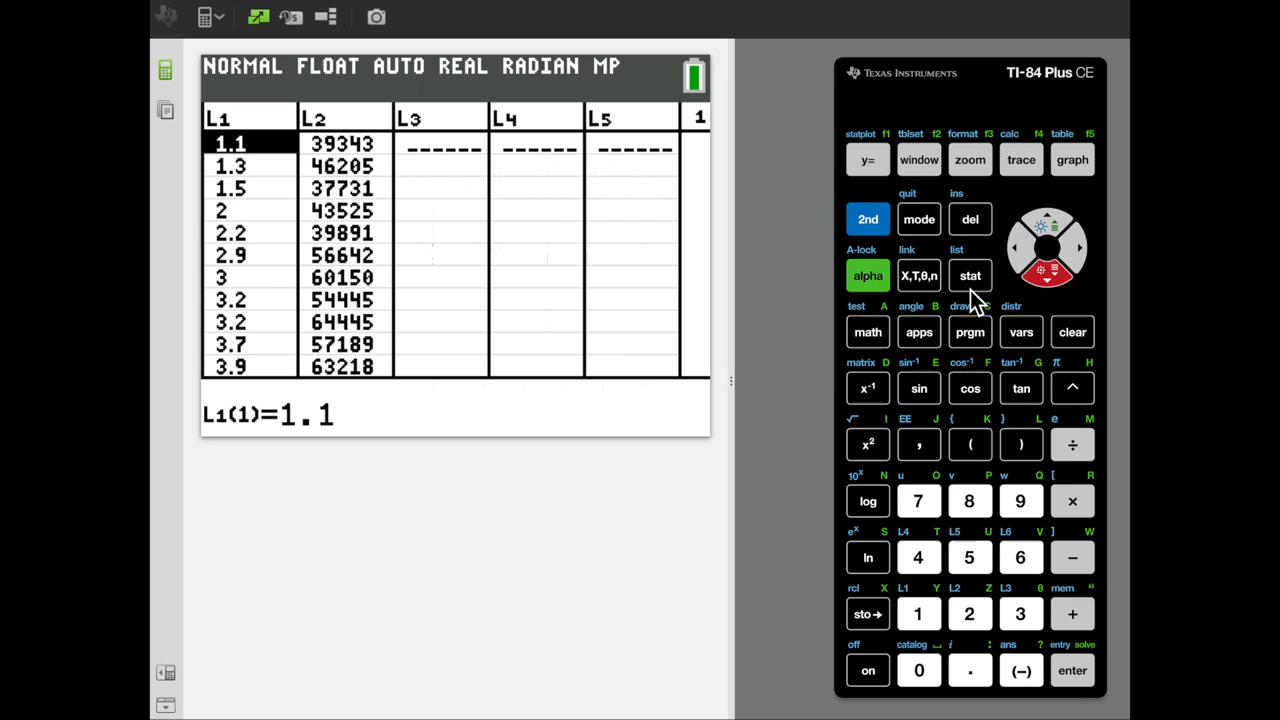 NORMAL FLOAT AUTO REAL RADIAN MP
L1 L2 L3 L4 L5 1
1.1 39343 ------ ------ ------
1.3 46205
1.5 37731
2 43525
2.2 39891
2.9 56642
3 60150
3.2 54445
3.2 64445
3.7 57189
3.9 63218
L1(1)=1.1
TEXAS INSTRUMENTS TI-84 Plus CE
statplot f1 tblset f2 format f3 calc f4 table f5
y= window zoom trace graph
quit ins
2nd mode del
A-lock link list
alpha X,T,θ,n stat
test A angle B draw C distr
math apps prgm vars clear
matrix D sin⁻¹ E cos⁻¹ F tan⁻¹ G π H
x⁻¹ sin cos tan ^
√ I EE J { K } L e M
x² , ( ) ÷
10ˣ N u O v P w Q [ R
log 7 8 9 ×
eˣ S L4 T L5 U L6 V ] W
ln 4 5 6 −
rcl X L1 Y L2 Z L3 θ mem “
sto→ 1 2 3 +
off catalog ⎵ i : ans ? entry solve
on 0 . (−) enter